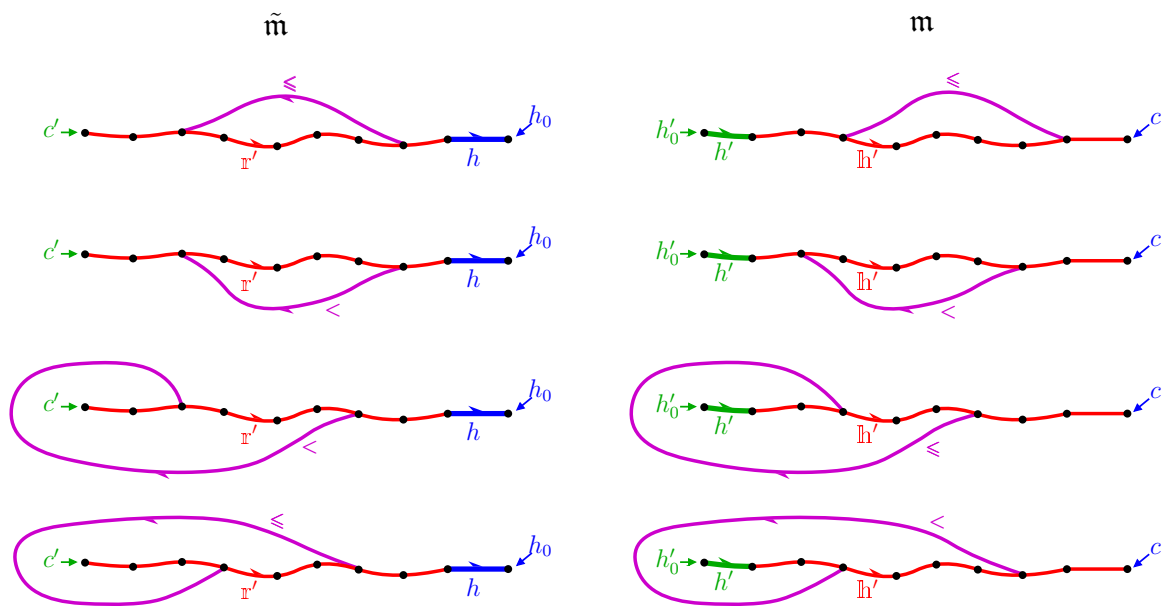 𝔪̃ 𝔪
⩽ ⩽
c′ 𝕣′ h h₀ h′₀ h′ 𝕙′ c
c′ 𝕣′ < h h₀ h′₀ h′ 𝕙′ < c
c′ 𝕣′ < h h₀ h′₀ h′ 𝕙′ ⩽ c
⩽ <
c′ 𝕣′ h h₀ h′₀ h′ 𝕙′ c